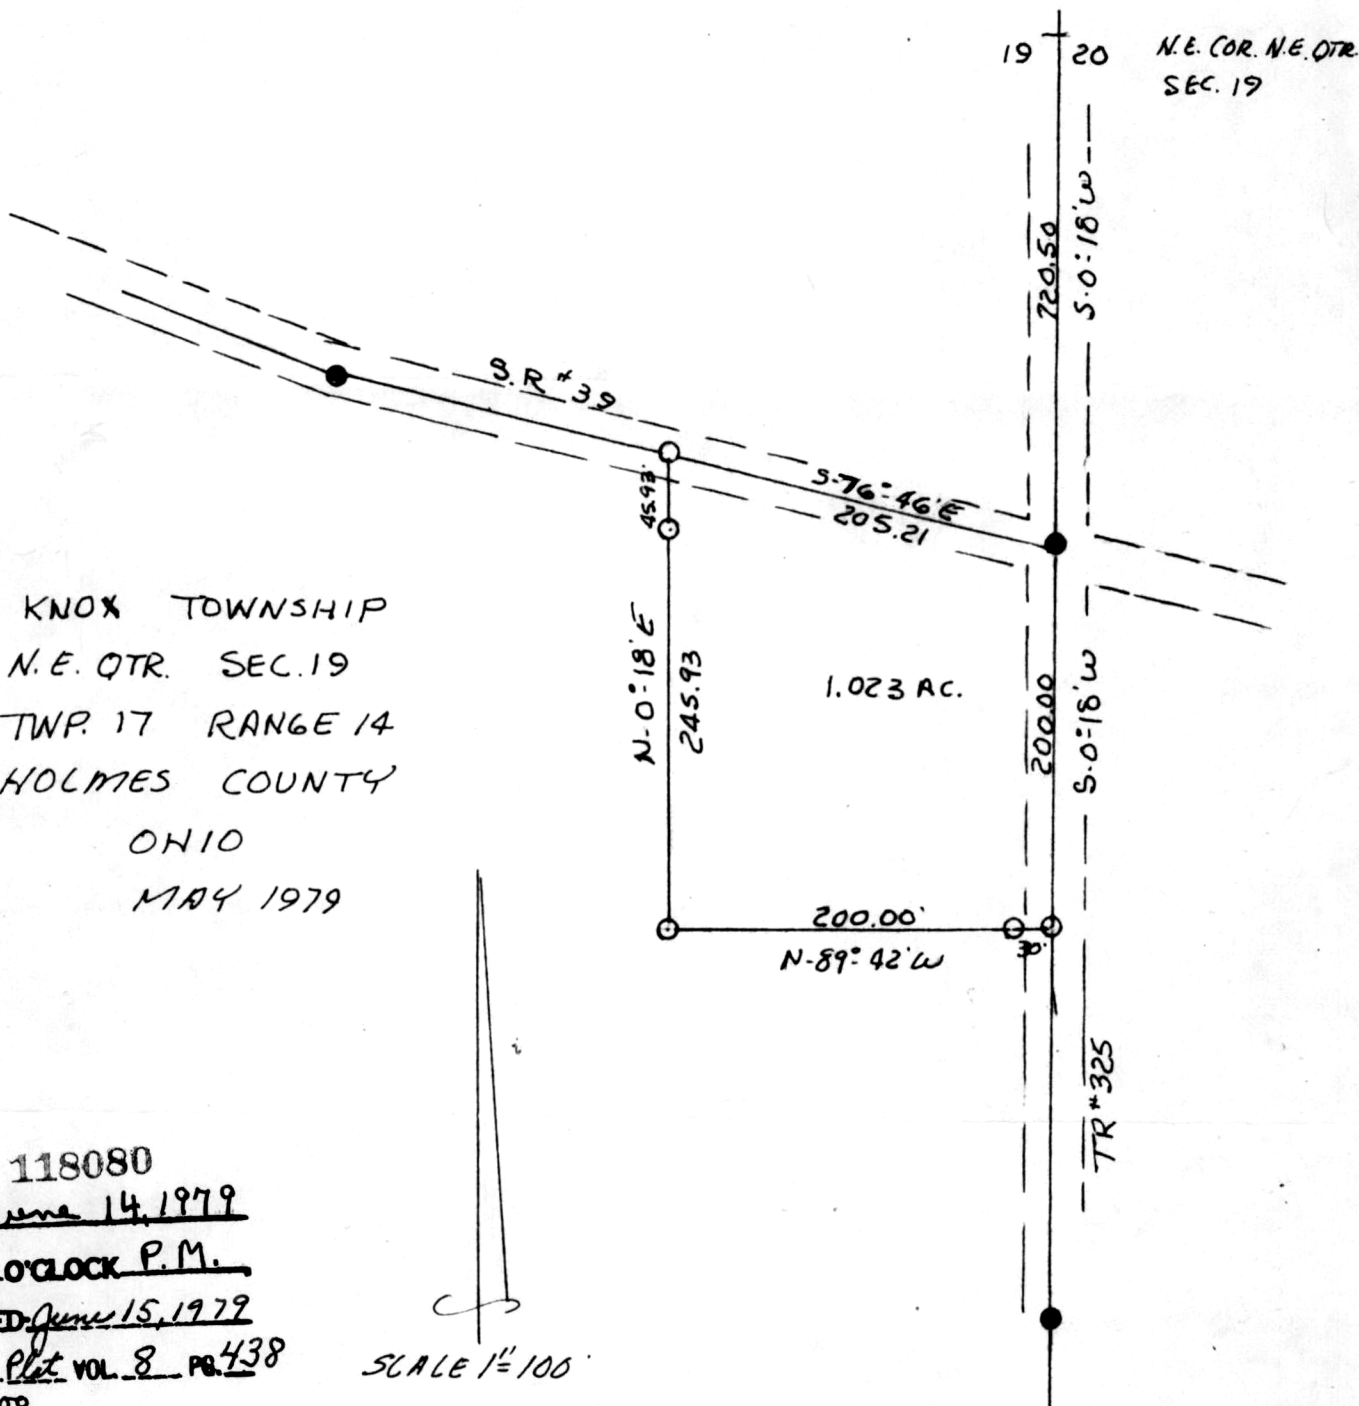 19 20 N.E. COR. N.E. QTR.
SEC. 19
720.50
S.0°18'W
S.R #39
45.93'
S-76°-46'E
205.21
KNOX TOWNSHIP
N.E. QTR. SEC. 19
TWP. 17 RANGE 14
HOLMES COUNTY
OHIO
MAY 1979
N-0°18'E
245.93
1.023 AC.
200.00
S.0°18'W
200.00'
N-89°42'W
30'
TR #325
118080
14, 1979
O'CLOCK P.M.
June 15, 1979
Plat VOL. 8 PG. 438
SCALE 1"=100'